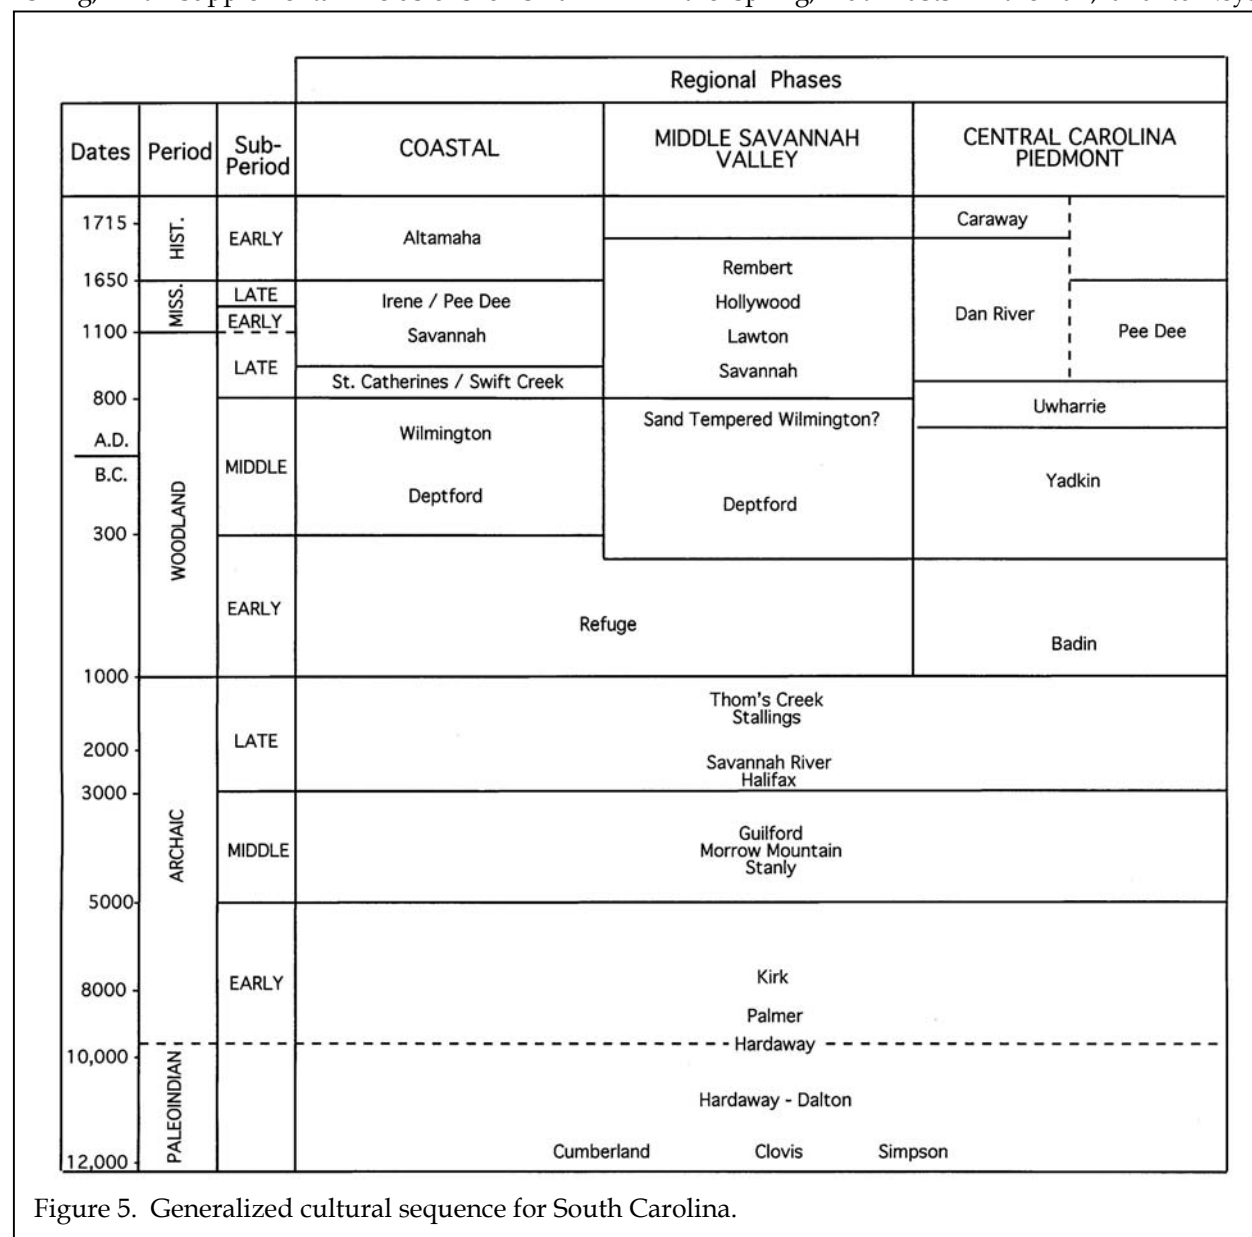 Regional Phases
Dates
Period
Sub-
Period
COASTAL
MIDDLE SAVANNAH
VALLEY
CENTRAL CAROLINA
PIEDMONT
1715
HIST.
EARLY
Altamaha
Caraway
1650
MISS.
LATE
EARLY
Irene / Pee Dee
Savannah
Rembert
Hollywood
Lawton
Savannah
Dan River
Pee Dee
1100
WOODLAND
LATE
St. Catherines / Swift Creek
800
Uwharrie
A.D.
B.C.
MIDDLE
Wilmington
Deptford
Sand Tempered Wilmington?
Deptford
Yadkin
300
EARLY
Refuge
Badin
1000
ARCHAIC
LATE
Thom's Creek
Stallings
2000
Savannah River
Halifax
3000
MIDDLE
Guilford
Morrow Mountain
Stanly
5000
EARLY
Kirk
8000
Palmer
Hardaway
10,000
PALEOINDIAN
Hardaway - Dalton
12,000
Cumberland
Clovis
Simpson
Figure 5. Generalized cultural sequence for South Carolina.